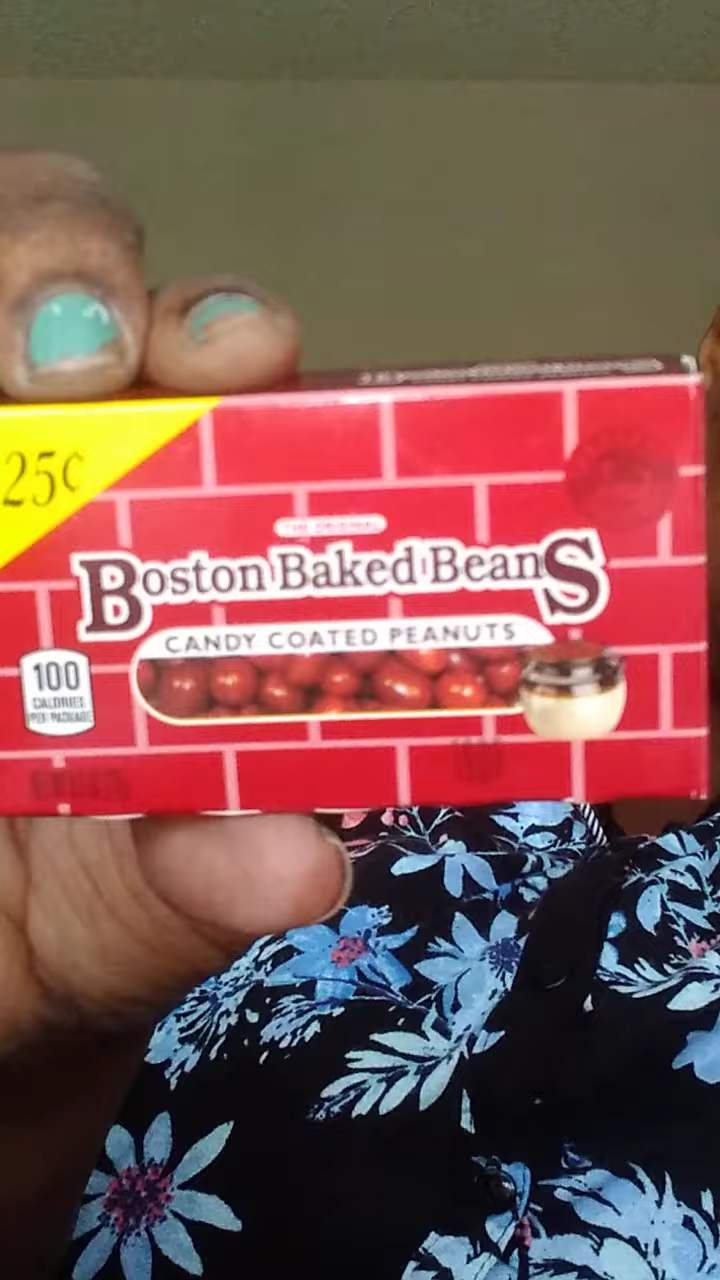 25¢
THE ORIGINAL
Boston Baked BeanS
CANDY COATED PEANUTS
100
CALORIES
PER PACKAGE